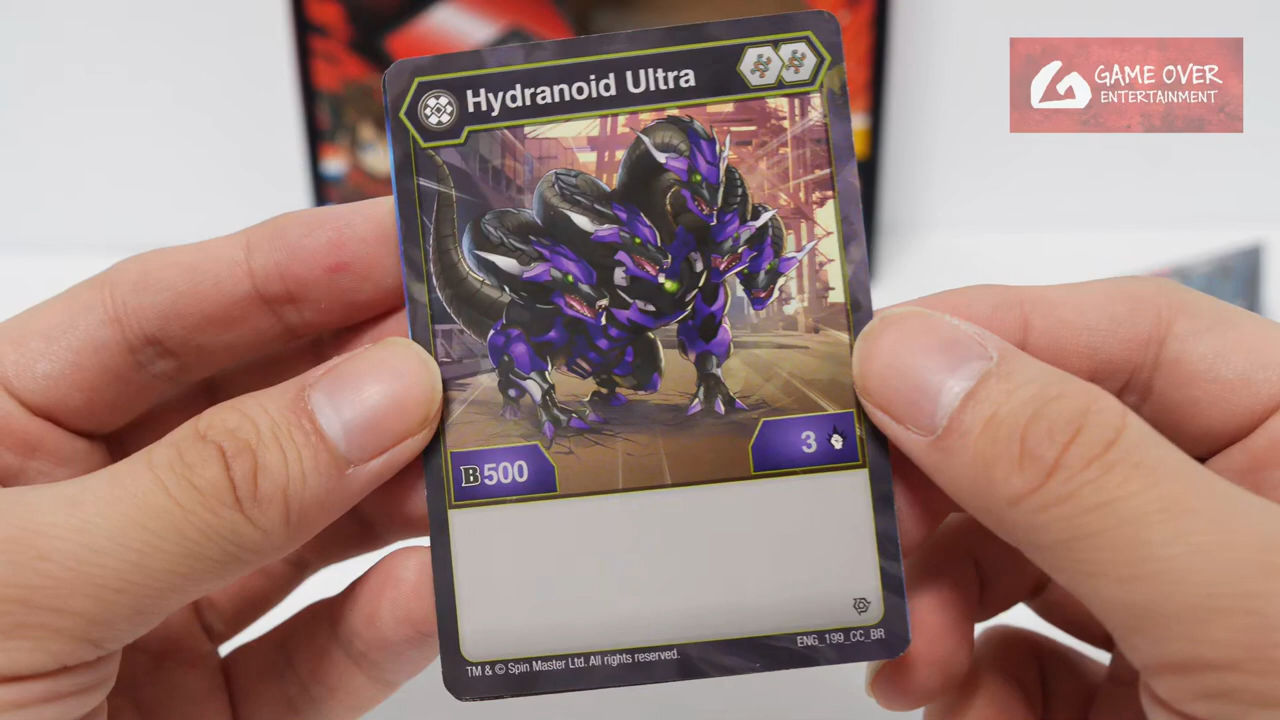 Hydranoid Ultra
GAME OVER
ENTERTAINMENT
B500
3
ENG_199_CC_BR
TM & © Spin Master Ltd. All rights reserved.